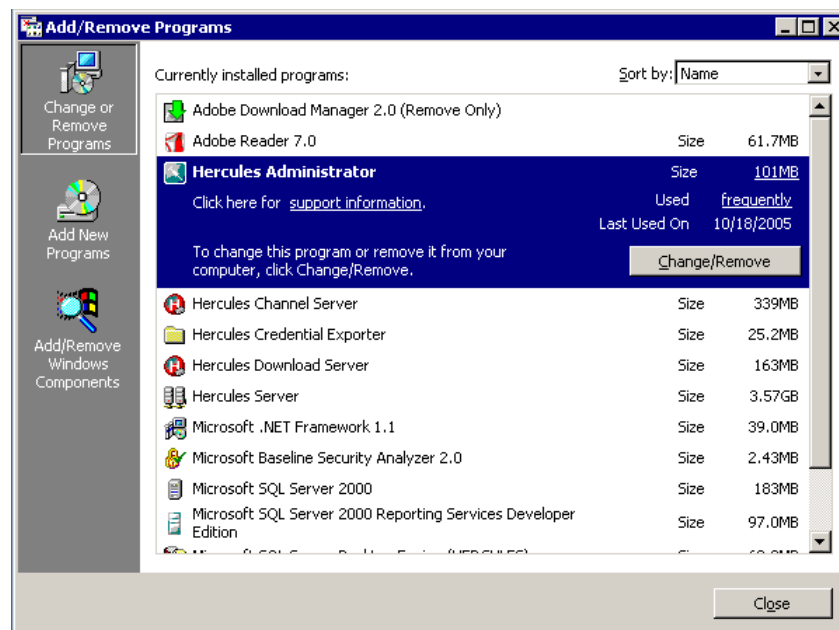 Add/Remove Programs
Change or
Remove
Programs
Add New
Programs
Add/Remove
Windows
Components
Currently installed programs:
Sort by: Name
Adobe Download Manager 2.0 (Remove Only)
Adobe Reader 7.0 Size 61.7MB
Hercules Administrator Size 101MB
Click here for support information. Used frequently
Last Used On 10/18/2005
To change this program or remove it from your
computer, click Change/Remove.
Change/Remove
Hercules Channel Server Size 339MB
Hercules Credential Exporter Size 25.2MB
Hercules Download Server Size 163MB
Hercules Server Size 3.57GB
Microsoft .NET Framework 1.1 Size 39.0MB
Microsoft Baseline Security Analyzer 2.0 Size 2.43MB
Microsoft SQL Server 2000 Size 183MB
Microsoft SQL Server 2000 Reporting Services Developer
Edition Size 97.0MB
Close